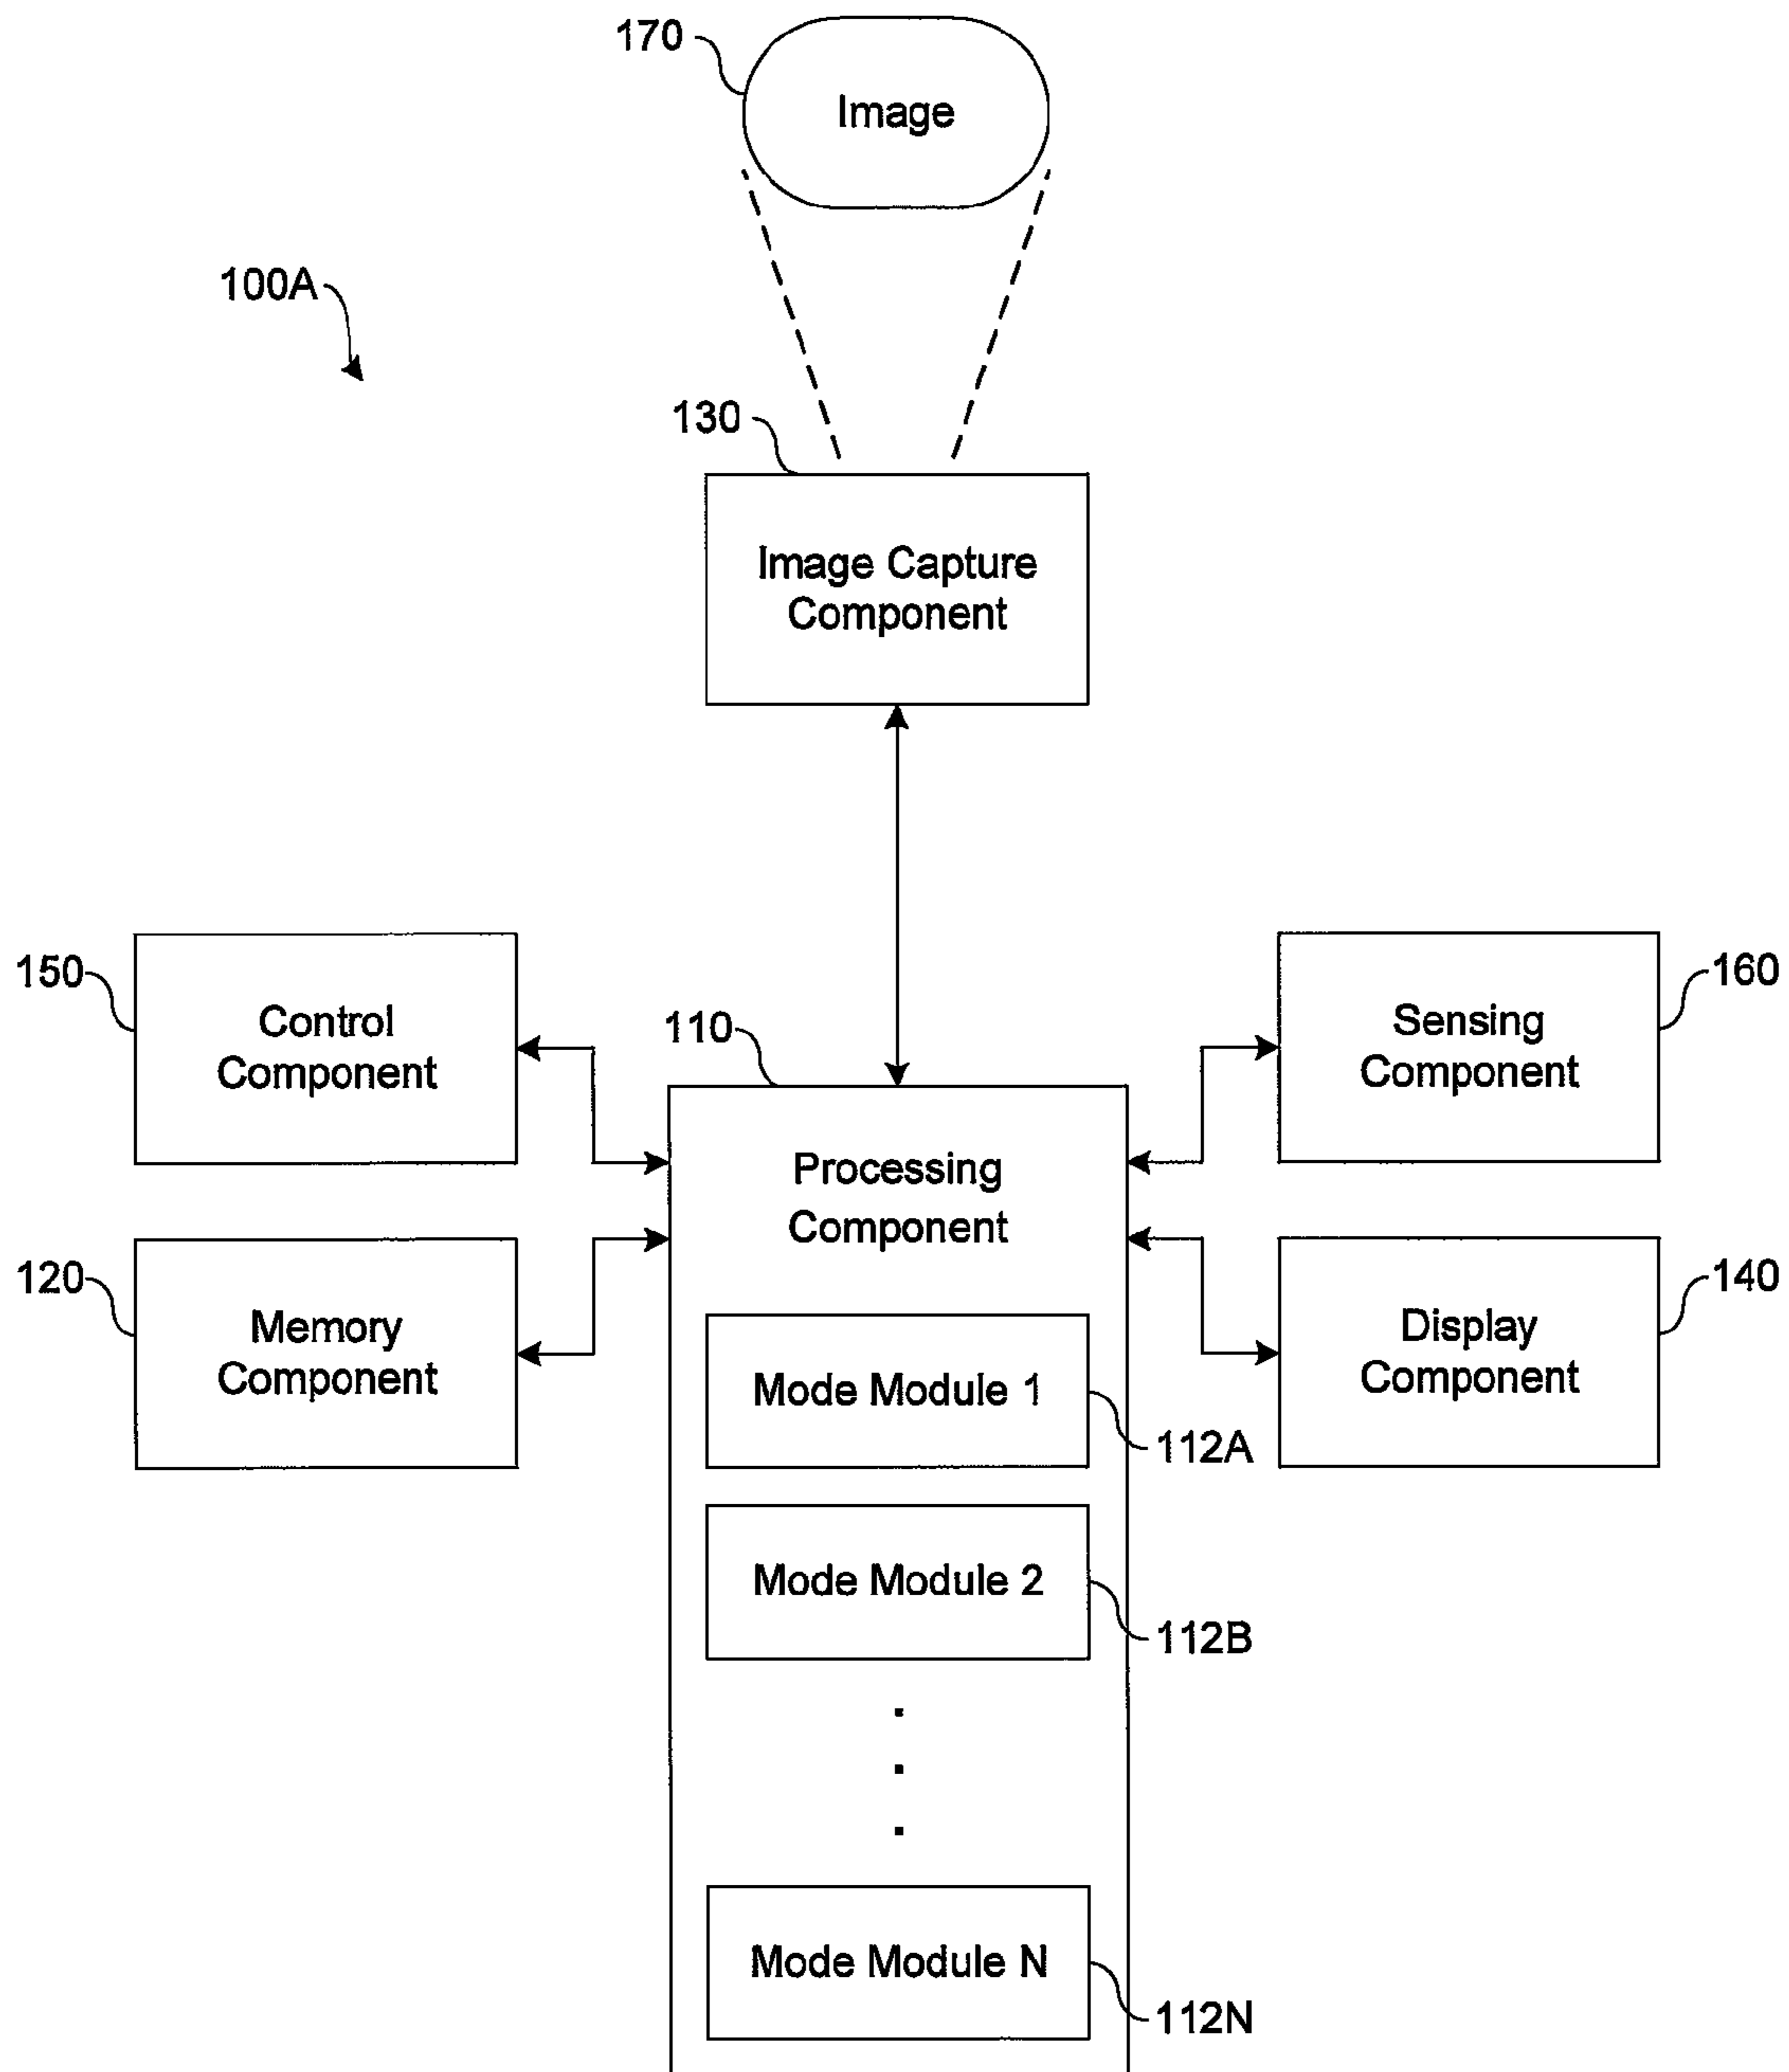 170
Image
100A
130
Image Capture
Component
150
Control
Component
160
Sensing
Component
110
Processing
Component
120
Memory
Component
140
Display
Component
Mode Module 1
112A
Mode Module 2
112B
.
.
.
Mode Module N
112N